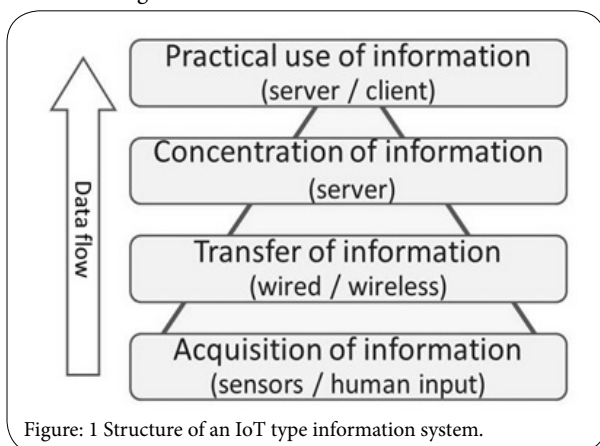 Practical use of information
(server / client)
Concentration of information
(server)
Data flow
Transfer of information
(wired / wireless)
Acquisition of information
(sensors / human input)
Figure: 1 Structure of an IoT type information system.